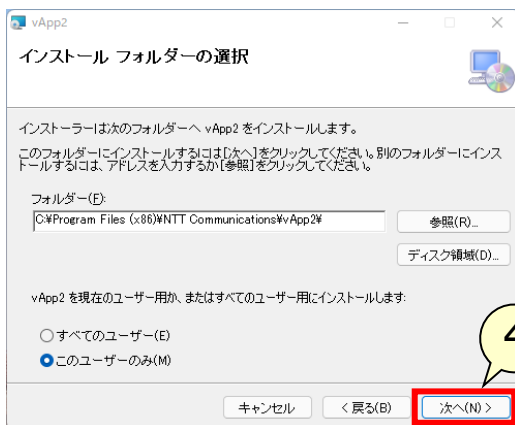 vApp2
インストール フォルダーの選択
インストーラーは次のフォルダーへ vApp2 をインストールします。
このフォルダーにインストールするには[次へ]をクリックしてください。別のフォルダーにインス
トールするには、アドレスを入力するか[参照]をクリックしてください。
フォルダー(F):
C:¥Program Files (x86)¥NTT Communications¥vApp2¥
参照(R)...
ディスク領域(D)...
vApp2 を現在のユーザー用か、またはすべてのユーザー用にインストールします:
すべてのユーザー(E)
このユーザーのみ(M)
4
キャンセル
< 戻る(B)
次へ(N) >